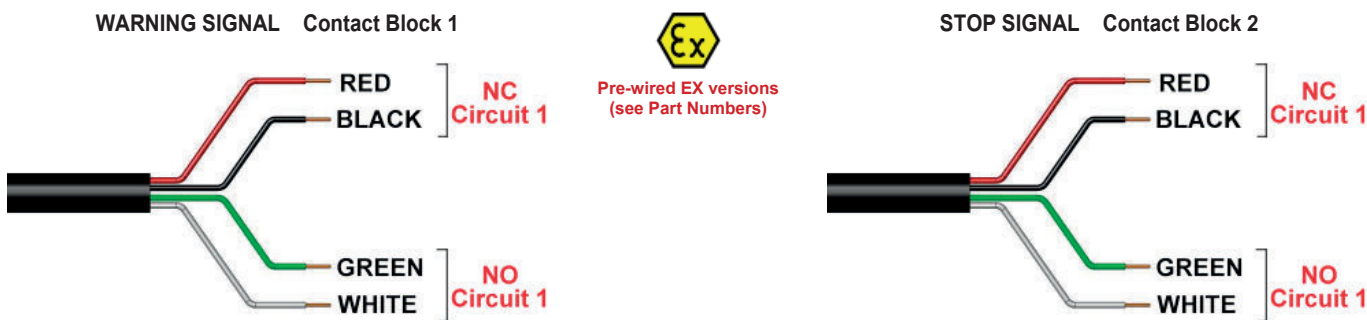 WARNING SIGNAL Contact Block 1
RED
BLACK
NC
Circuit 1
GREEN
WHITE
NO
Circuit 1
Ex
Pre-wired EX versions
(see Part Numbers)
STOP SIGNAL Contact Block 2
RED
BLACK
NC
Circuit 1
GREEN
WHITE
NO
Circuit 1